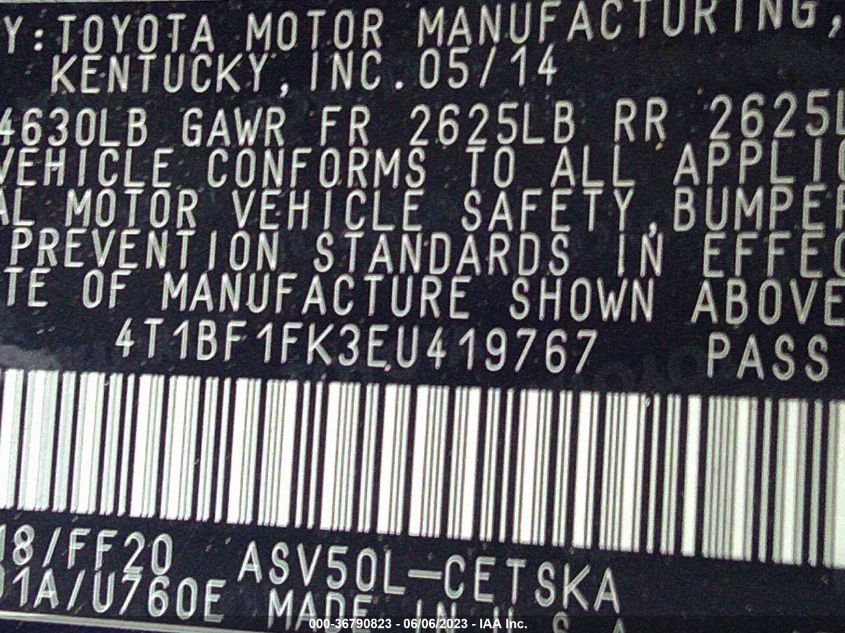 Y:TOYOTA MOTOR MANUFACTURING,
KENTUCKY, INC. 05/14
4630LB GAWR FR 2625LB RR 2625L
VEHICLE CONFORMS TO ALL APPLIC
AL MOTOR VEHICLE SAFETY, BUMPER
PREVENTION STANDARDS IN EFFEC
TE OF MANUFACTURE SHOWN ABOVE
4T1BF1FK3EU419767 PASS
18/FF20 ASV50L-CETSKA
01A/U760E MADE IN U.S.A
000-36790823 - 06/06/2023 - IAA Inc.